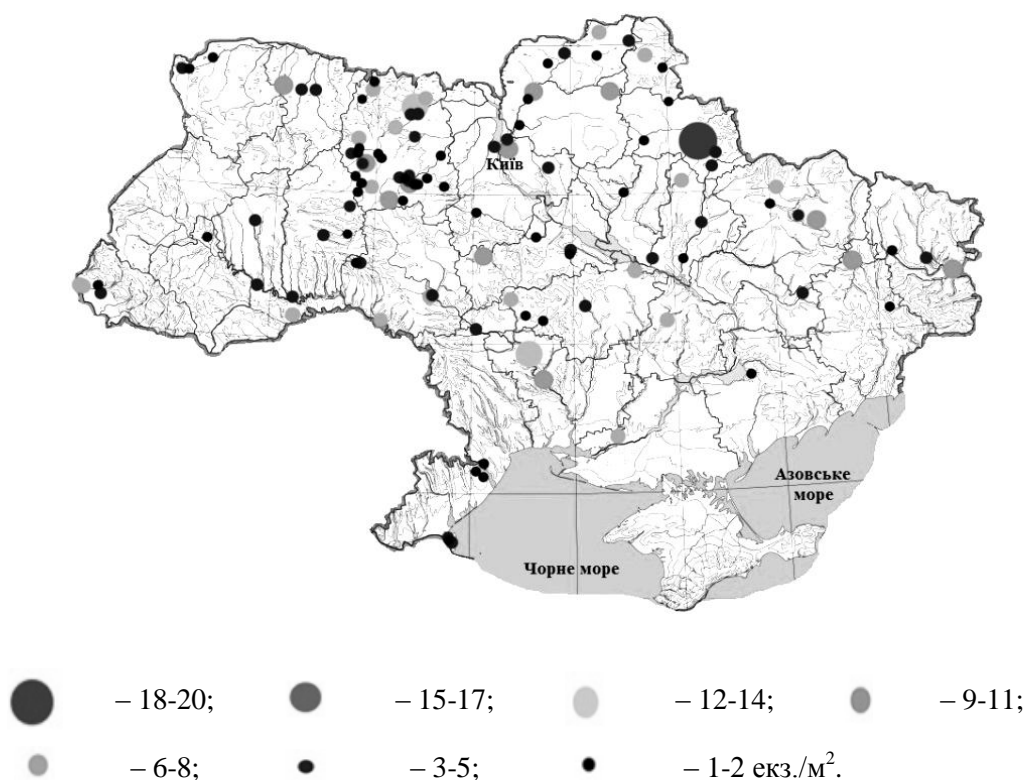 Київ
Азовське
море
Чорне море
– 18-20;
– 15-17;
– 12-14;
– 9-11;
– 6-8;
– 3-5;
– 1-2 екз./м².